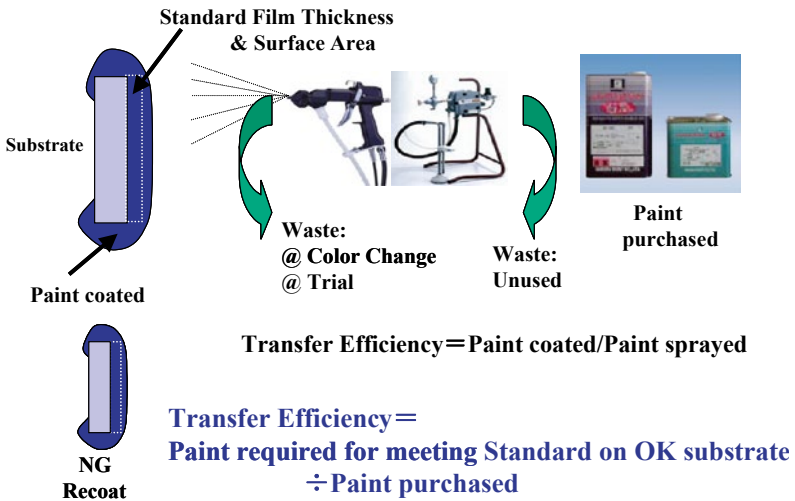 Standard Film Thickness
& Surface Area
Substrate
Paint coated
Waste:
@ Color Change
@ Trial
Waste:
Unused
Paint
purchased
Transfer Efficiency＝Paint coated/Paint sprayed
NG
Recoat
Transfer Efficiency＝
Paint required for meeting Standard on OK substrate
÷Paint purchased